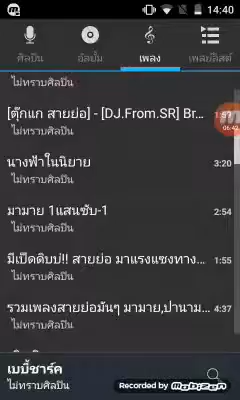 14:40
ศิลปิน อัลบั้ม เพลง เพลย์ลิสต์
ไม่ทราบศิลปิน
[ตุ๊กแก สายย่อ] - [DJ.From.SR] Br... 1:57
ไม่ทราบศิลปิน
06:42
นางฟ้าในนิยาย 3:20
ไม่ทราบศิลปิน
มามาย 1แสนซับ-1 2:54
ไม่ทราบศิลปิน
มีเป็ดดิบบ่!! สายย่อ มาแรงแซงทาง... 1:55
ไม่ทราบศิลปิน
รวมเพลงสายย่อมันๆ มามาย,ปานาม... 4:38
ไม่ทราบศิลปิน
เบบี้ชาร์ค
ไม่ทราบศิลปิน
Recorded by Mobizen